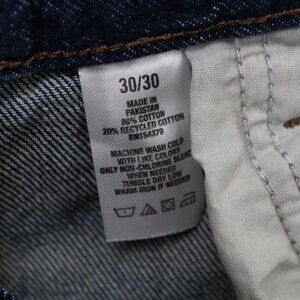 30/30
MADE IN
PAKISTAN
80% COTTON
20% RECYCLED COTTON
RN154379
MACHINE WASH COLD
WITH LIKE COLORS
ONLY NON-CHLORINE BLEACH
WHEN NEEDED
TUMBLE DRY LOW
WARM IRON IF NEEDED